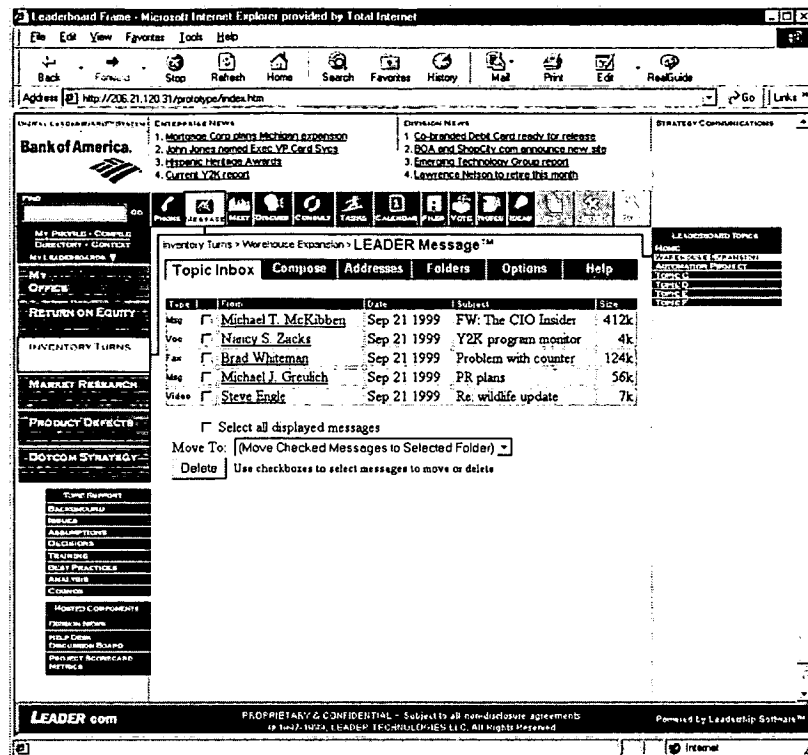 Leaderboard Frame - Microsoft Internet Explorer provided by Total Internet
File Edit View Favorites Tools Help
Back Forward Stop Refresh Home Search Favorites History Mail Print Edit RealGuide
Address http://206.21.120.31/prototype/index.htm Go Links
Bank of America.
ENTERPRISE NEWS
1. Mortgage Corp plans Michigan expansion
2. John Jones named Exec VP Card Svcs
3. Hispanic Heritage Awards
4. Current Y2K report
DIVISION NEWS
1. Co-branded Debit Card ready for release
2. BOA and ShopCity.com announce new site
3. Emerging Technology Group report
4. Lawrence Nelson to retire this month
STRATEGY COMMUNICATIONS
FIND
GO
PHONE MESSAGE MEET DISCUSS CONSULT TASKS CALENDAR FILES VOTE NOTES IDEAS
MY PROFILE - COMPILE
DIRECTORY - CONTEXT
MY LEADERBOARDS
MY OFFICE
RETURN ON EQUITY
INVENTORY TURNS
MARKET RESEARCH
PRODUCT DEFECTS
DOTCOM STRATEGY
TOPIC SUPPORT
BACKGROUND
ISSUES
ASSUMPTIONS
DECISIONS
TRAINING
BEST PRACTICES
ANALYSIS
HOSTED COMPONENTS
DESIGN NEWS
HELP DESK
DISCUSSION BOARD
PROJECT SCORECARD
METRICS
Inventory Turns > Warehouse Expansion > LEADER Message™
Topic Inbox Compose Addresses Folders Options Help
Type From Date Subject Size
Msg Michael T. McKibben Sep 21 1999 FW: The CIO Insider 412k
Voc Nancy S. Zacks Sep 21 1999 Y2K program monitor 4k
Fax Brad Whiteman Sep 21 1999 Problem with counter 124k
Msg Michael J. Greulich Sep 21 1999 PR plans 56k
Video Steve Engle Sep 21 1999 Re: wildlife update 7k
Select all displayed messages
Move To: (Move Checked Messages to Selected Folder)
Delete Use checkboxes to select messages to move or delete
LEADERBOARD TOPICS
HOME
WAREHOUSE EXPANSION
AUTOMATION PROJECT
TOPIC C
TOPIC D
TOPIC E
TOPIC F
LEADER com
PROPRIETARY & CONFIDENTIAL - Subject to all non-disclosure agreements
© 1997-1999, LEADER TECHNOLOGIES LLC, All Rights Reserved
Powered by Leadership Software™
Internet